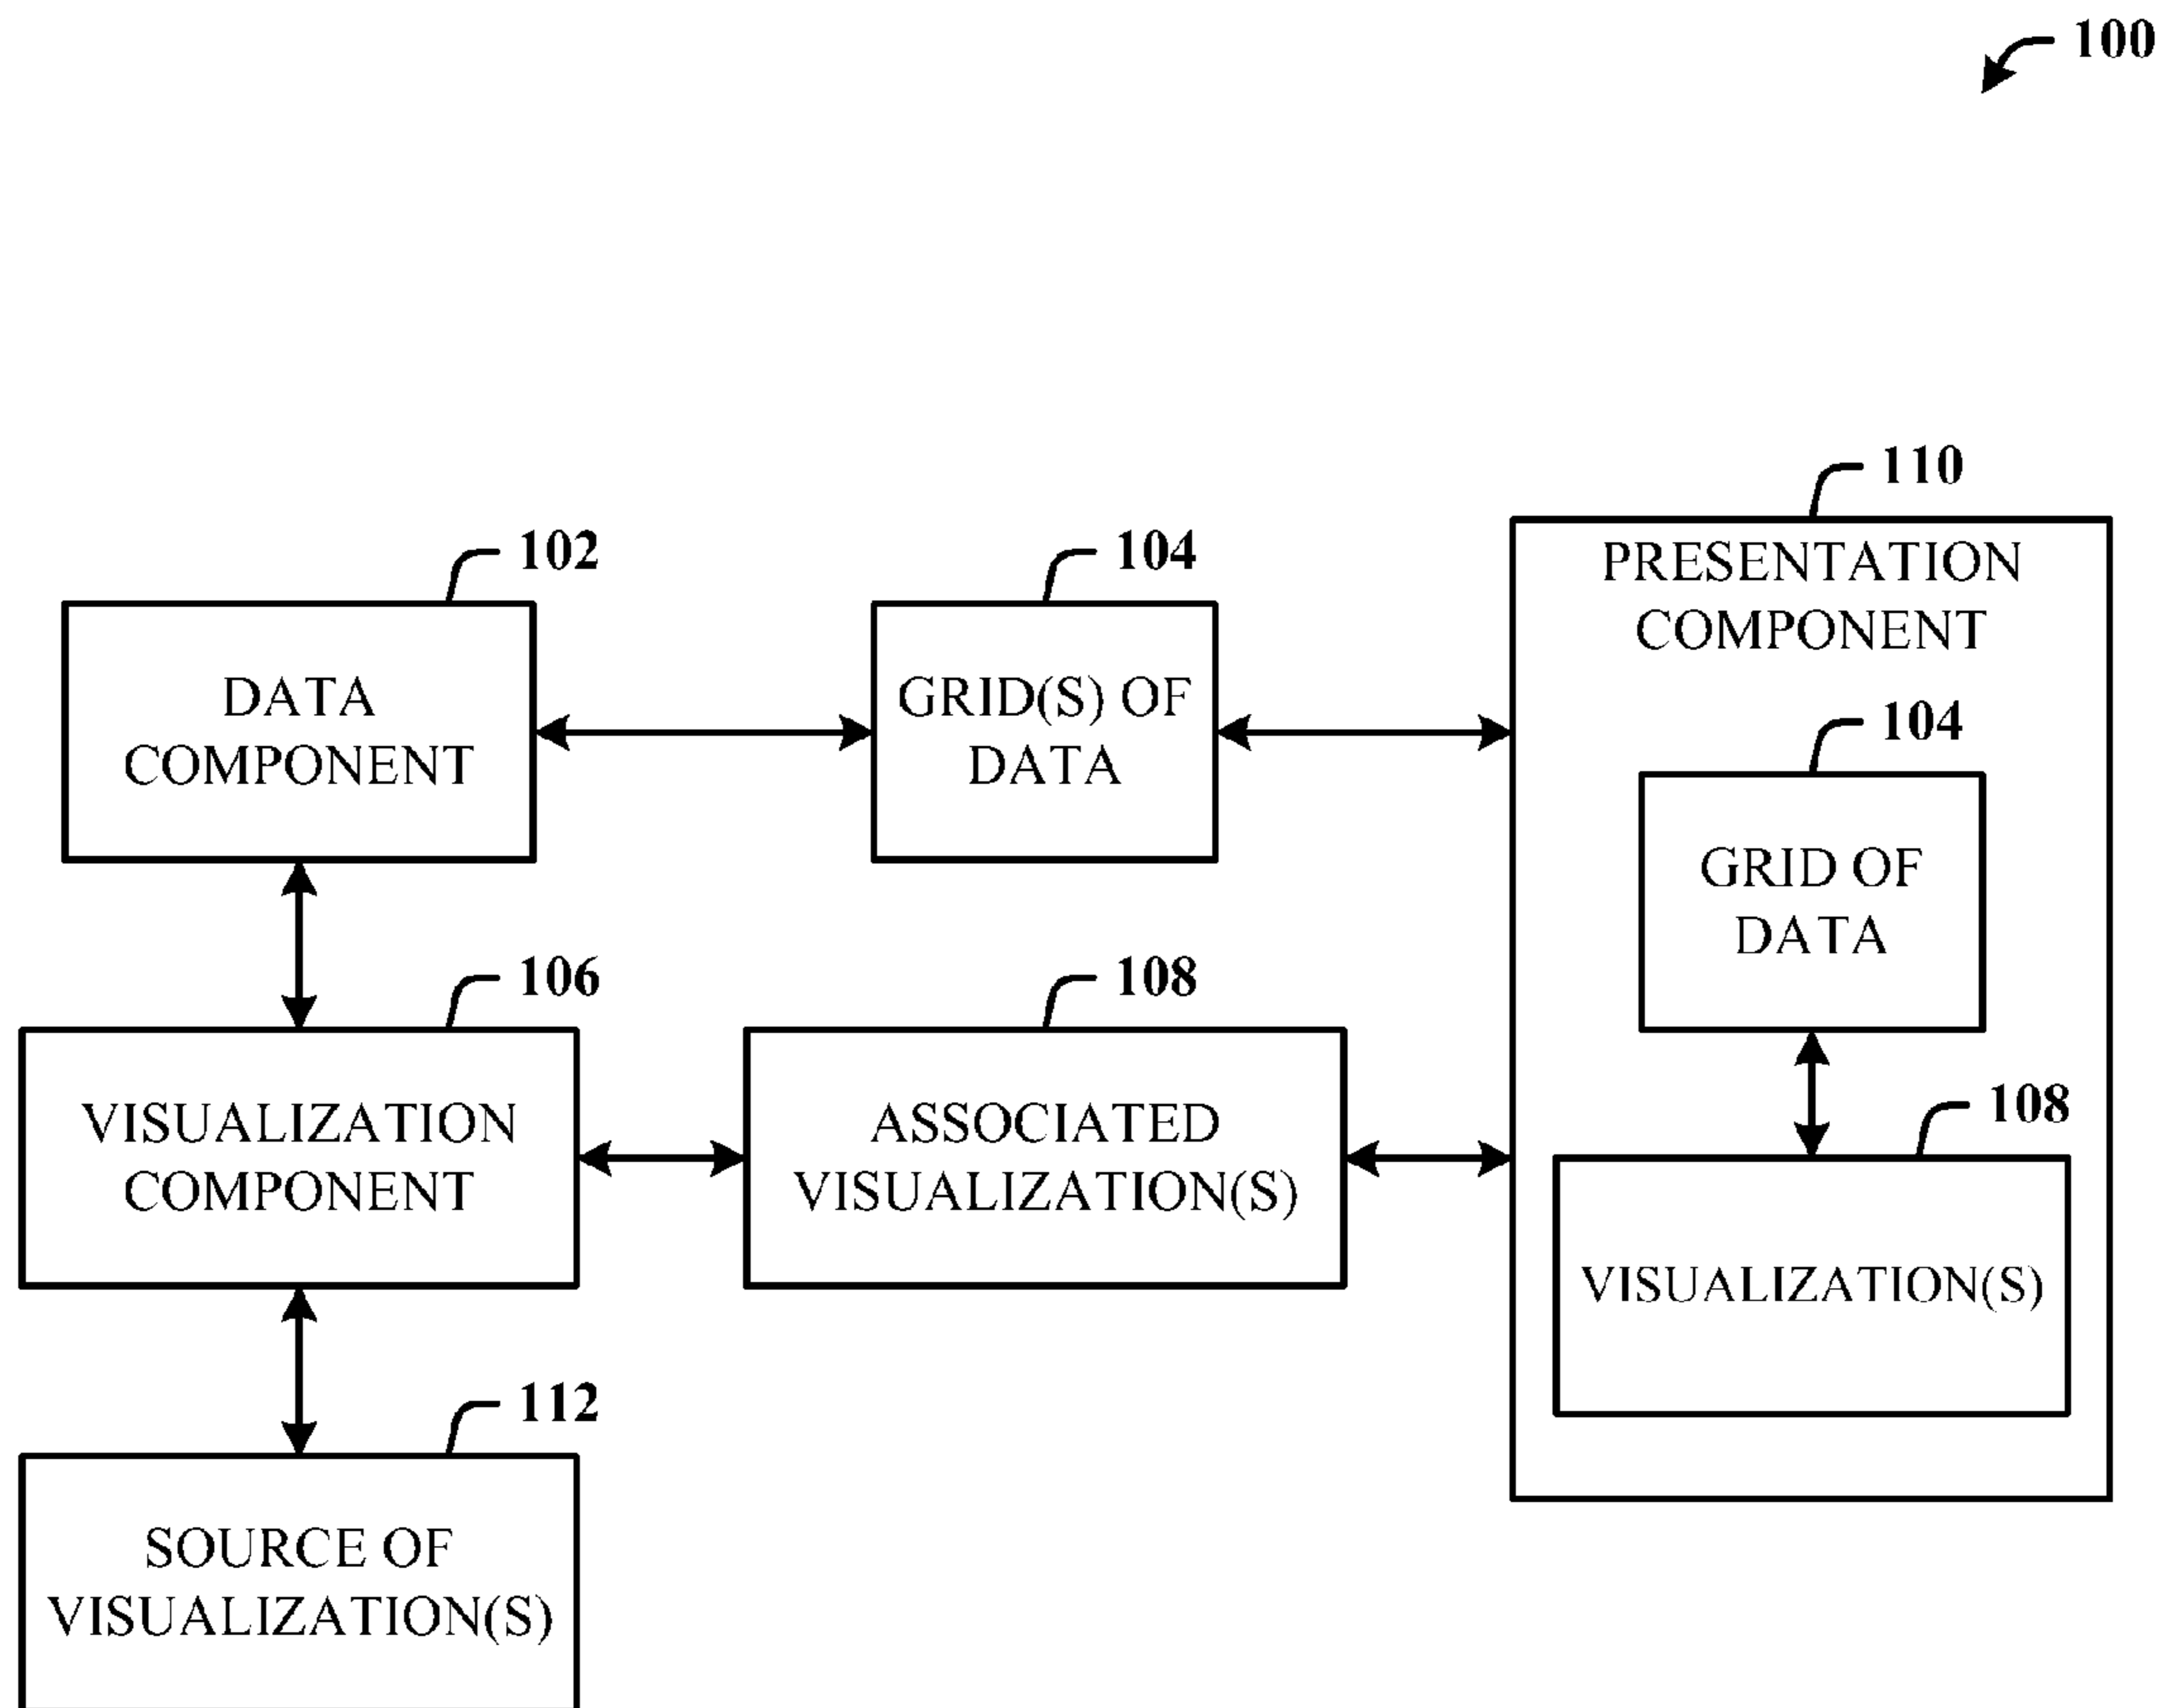 100
110
PRESENTATION
COMPONENT
102
DATA
COMPONENT
104
GRID(S) OF
DATA
104
GRID OF
DATA
106
VISUALIZATION
COMPONENT
108
ASSOCIATED
VISUALIZATION(S)
108
VISUALIZATION(S)
112
SOURCE OF
VISUALIZATION(S)